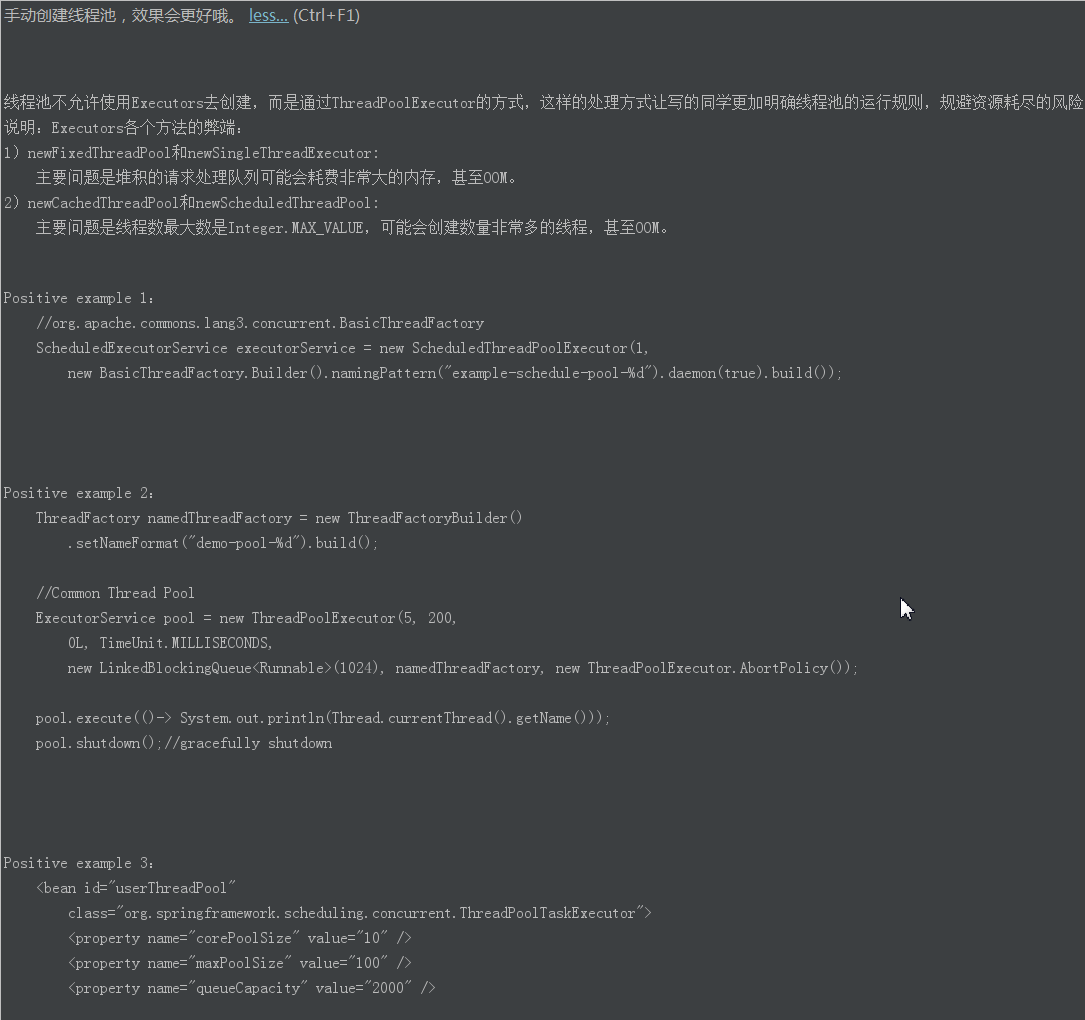 手动创建线程池，效果会更好哦。 less... (Ctrl+F1)
线程池不允许使用Executors去创建，而是通过ThreadPoolExecutor的方式，这样的处理方式让写的同学更加明确线程池的运行规则，规避资源耗尽的风险
说明：Executors各个方法的弊端：
1）newFixedThreadPool和newSingleThreadExecutor:
主要问题是堆积的请求处理队列可能会耗费非常大的内存，甚至OOM。
2）newCachedThreadPool和newScheduledThreadPool:
主要问题是线程数最大数是Integer.MAX_VALUE，可能会创建数量非常多的线程，甚至OOM。
Positive example 1：
//org.apache.commons.lang3.concurrent.BasicThreadFactory
ScheduledExecutorService executorService = new ScheduledThreadPoolExecutor(1,
new BasicThreadFactory.Builder().namingPattern("example-schedule-pool-%d").daemon(true).build());
Positive example 2：
ThreadFactory namedThreadFactory = new ThreadFactoryBuilder()
.setNameFormat("demo-pool-%d").build();
//Common Thread Pool
ExecutorService pool = new ThreadPoolExecutor(5, 200,
0L, TimeUnit.MILLISECONDS,
new LinkedBlockingQueue<Runnable>(1024), namedThreadFactory, new ThreadPoolExecutor.AbortPolicy());
pool.execute(()-> System.out.println(Thread.currentThread().getName()));
pool.shutdown();//gracefully shutdown
Positive example 3：
<bean id="userThreadPool"
class="org.springframework.scheduling.concurrent.ThreadPoolTaskExecutor">
<property name="corePoolSize" value="10" />
<property name="maxPoolSize" value="100" />
<property name="queueCapacity" value="2000" />